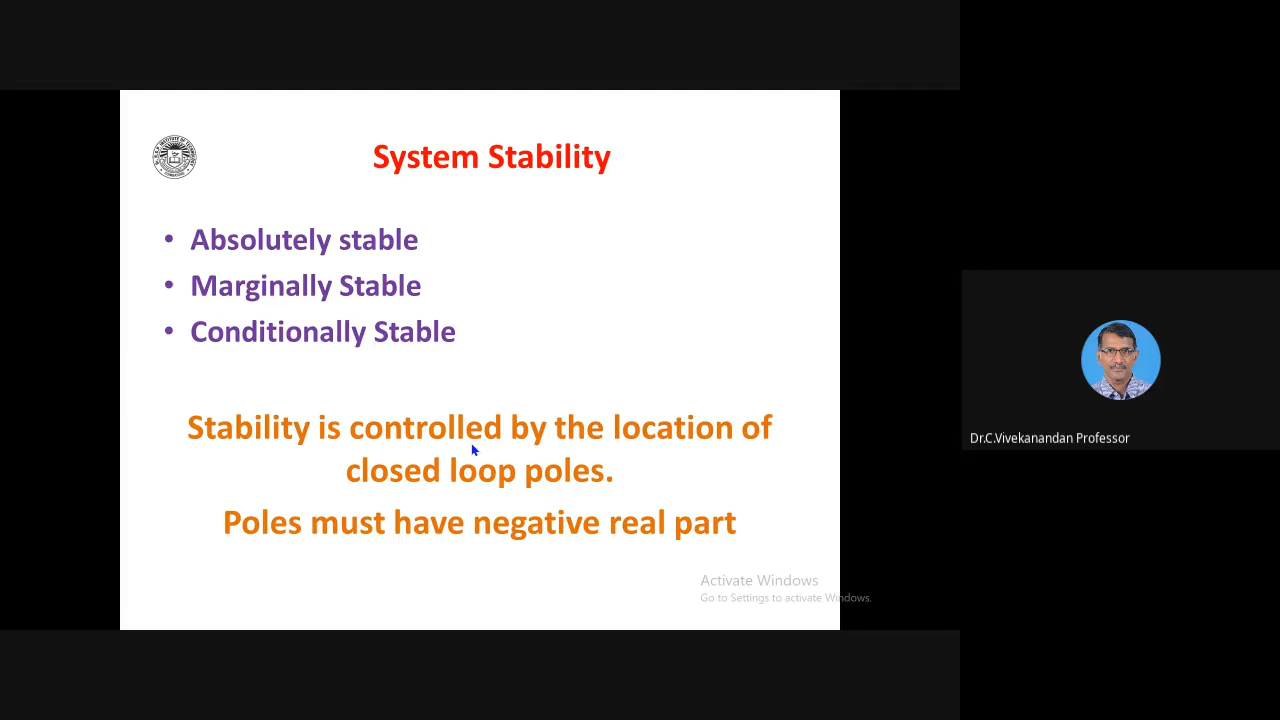 System Stability
• Absolutely stable
• Marginally Stable
• Conditionally Stable
Stability is controlled by the location of
closed loop poles.
Poles must have negative real part
Activate Windows
Go to Settings to activate Windows.
Dr.C.Vivekanandan Professor